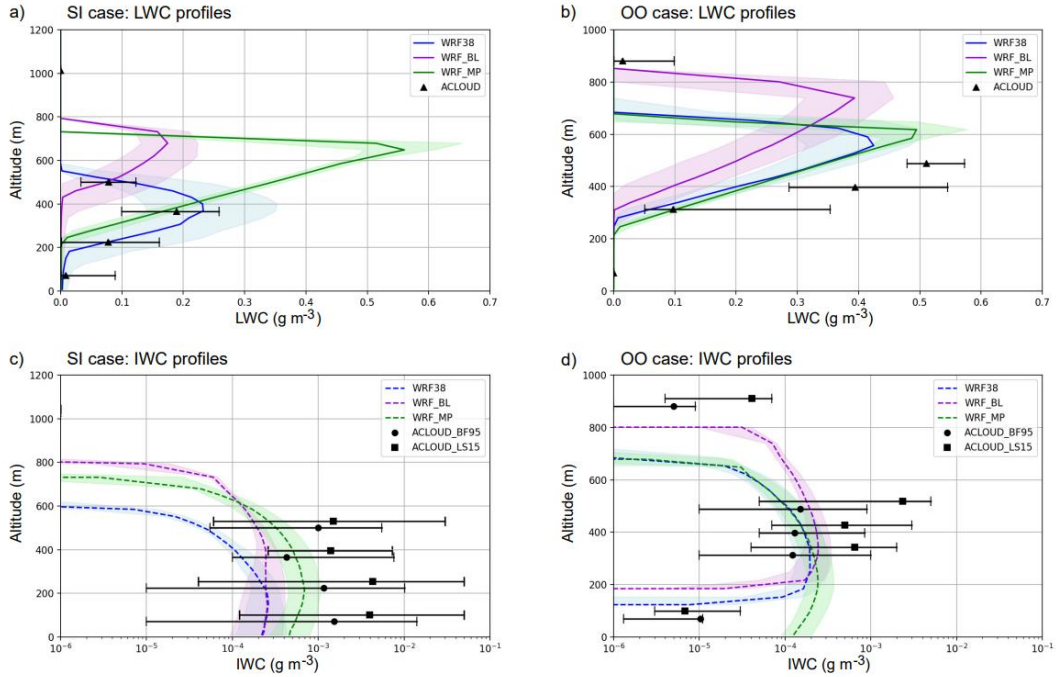 a) SI case: LWC profiles
1200
1000
800
600
400
200
0
Altitude (m)
0.0 0.1 0.2 0.3 0.4 0.5 0.6 0.7
LWC (g m⁻³)
WRF38
WRF_BL
WRF_MP
ACLOUD
b) OO case: LWC profiles
1000
800
600
400
200
0
Altitude (m)
0.0 0.1 0.2 0.3 0.4 0.5 0.6 0.7
LWC (g m⁻³)
WRF38
WRF_BL
WRF_MP
ACLOUD
c) SI case: IWC profiles
1200
1000
800
600
400
200
0
Altitude (m)
10⁻⁶ 10⁻⁵ 10⁻⁴ 10⁻³ 10⁻² 10⁻¹
IWC (g m⁻³)
WRF38
WRF_BL
WRF_MP
ACLOUD_BF95
ACLOUD_LS15
d) OO case: IWC profiles
1000
800
600
400
200
0
Altitude (m)
10⁻⁶ 10⁻⁵ 10⁻⁴ 10⁻³ 10⁻² 10⁻¹
IWC (g m⁻³)
WRF38
WRF_BL
WRF_MP
ACLOUD_BF95
ACLOUD_LS15